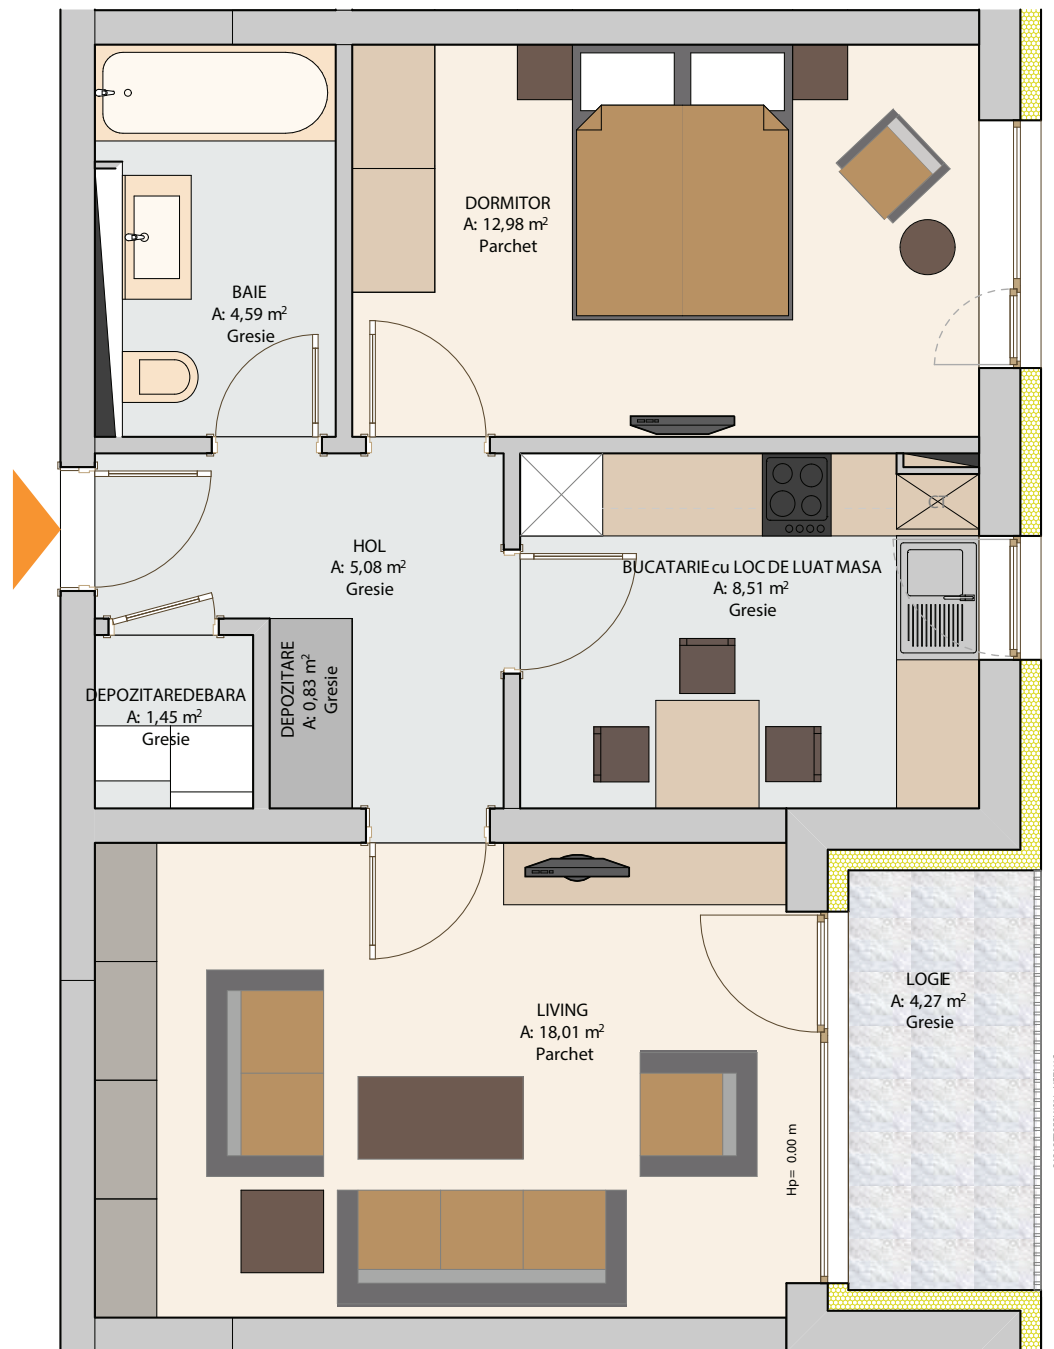 DORMITOR
A: 12,98 m²
Parchet
BAIE
A: 4,59 m²
Gresie
HOL
A: 5,08 m²
Gresie
BUCATARIE cu LOC DE LUAT MASA
A: 8,51 m²
Gresie
DEPOZITARE DEBARA
A: 1,45 m²
Gresie
DEPOZITARE
A: 0,83 m²
Gresie
LIVING
A: 18,01 m²
Parchet
LOGIE
A: 4,27 m²
Gresie
Hp= 0.00 m